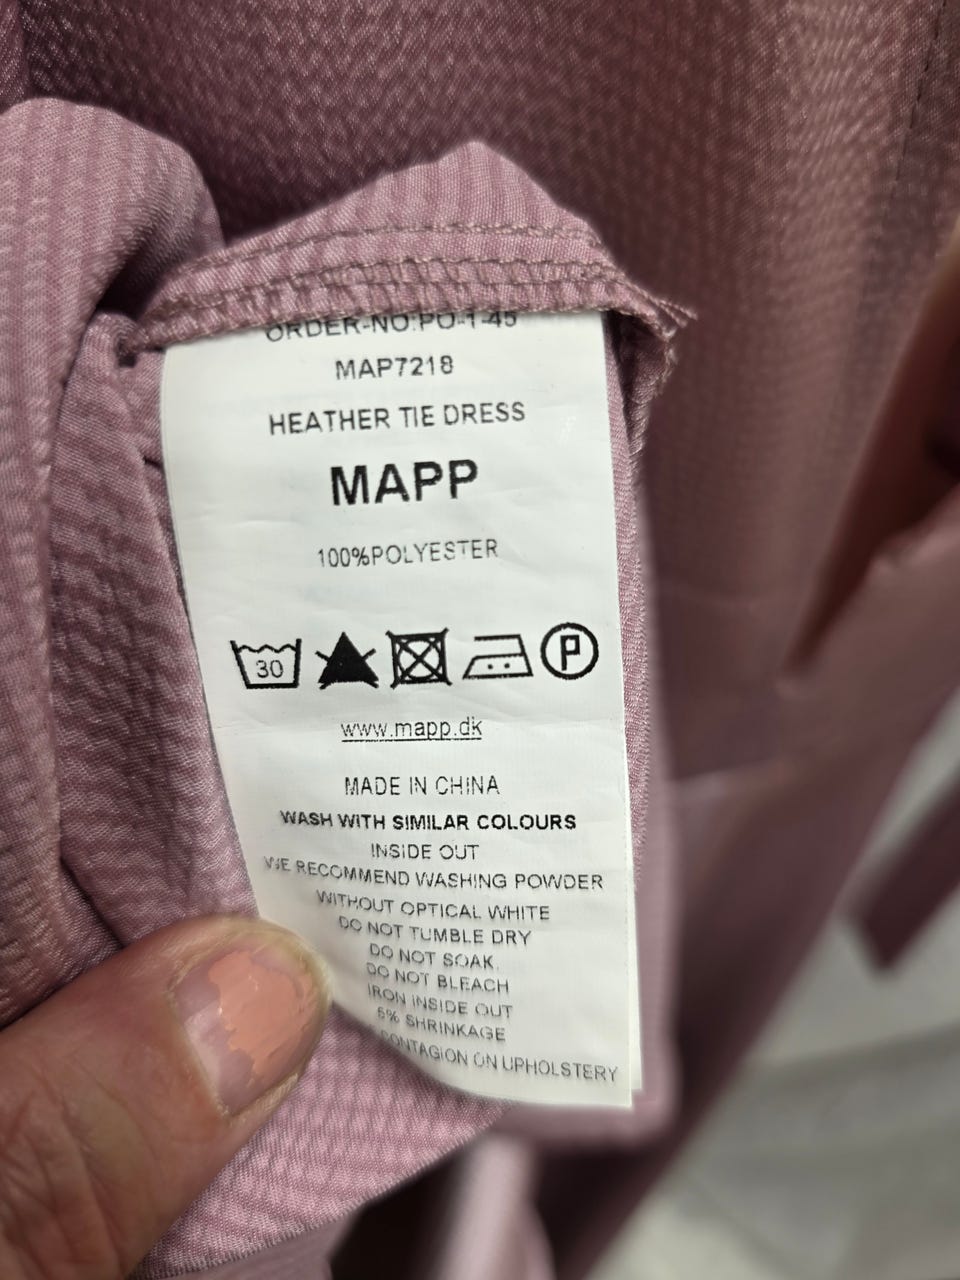 ORDER-NO:PO-1-45
MAP7218
HEATHER TIE DRESS
MAPP
100%POLYESTER
30 P
www.mapp.dk
MADE IN CHINA
WASH WITH SIMILAR COLOURS
INSIDE OUT
WE RECOMMEND WASHING POWDER
WITHOUT OPTICAL WHITE
DO NOT TUMBLE DRY
DO NOT SOAK.
DO NOT BLEACH
IRON INSIDE OUT
5% SHRINKAGE
CONTAGION ON UPHOLSTERY